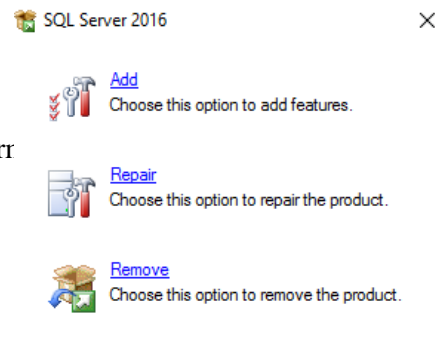 SQL Server 2016
Add
Choose this option to add features.
Repair
Choose this option to repair the product.
Remove
Choose this option to remove the product.